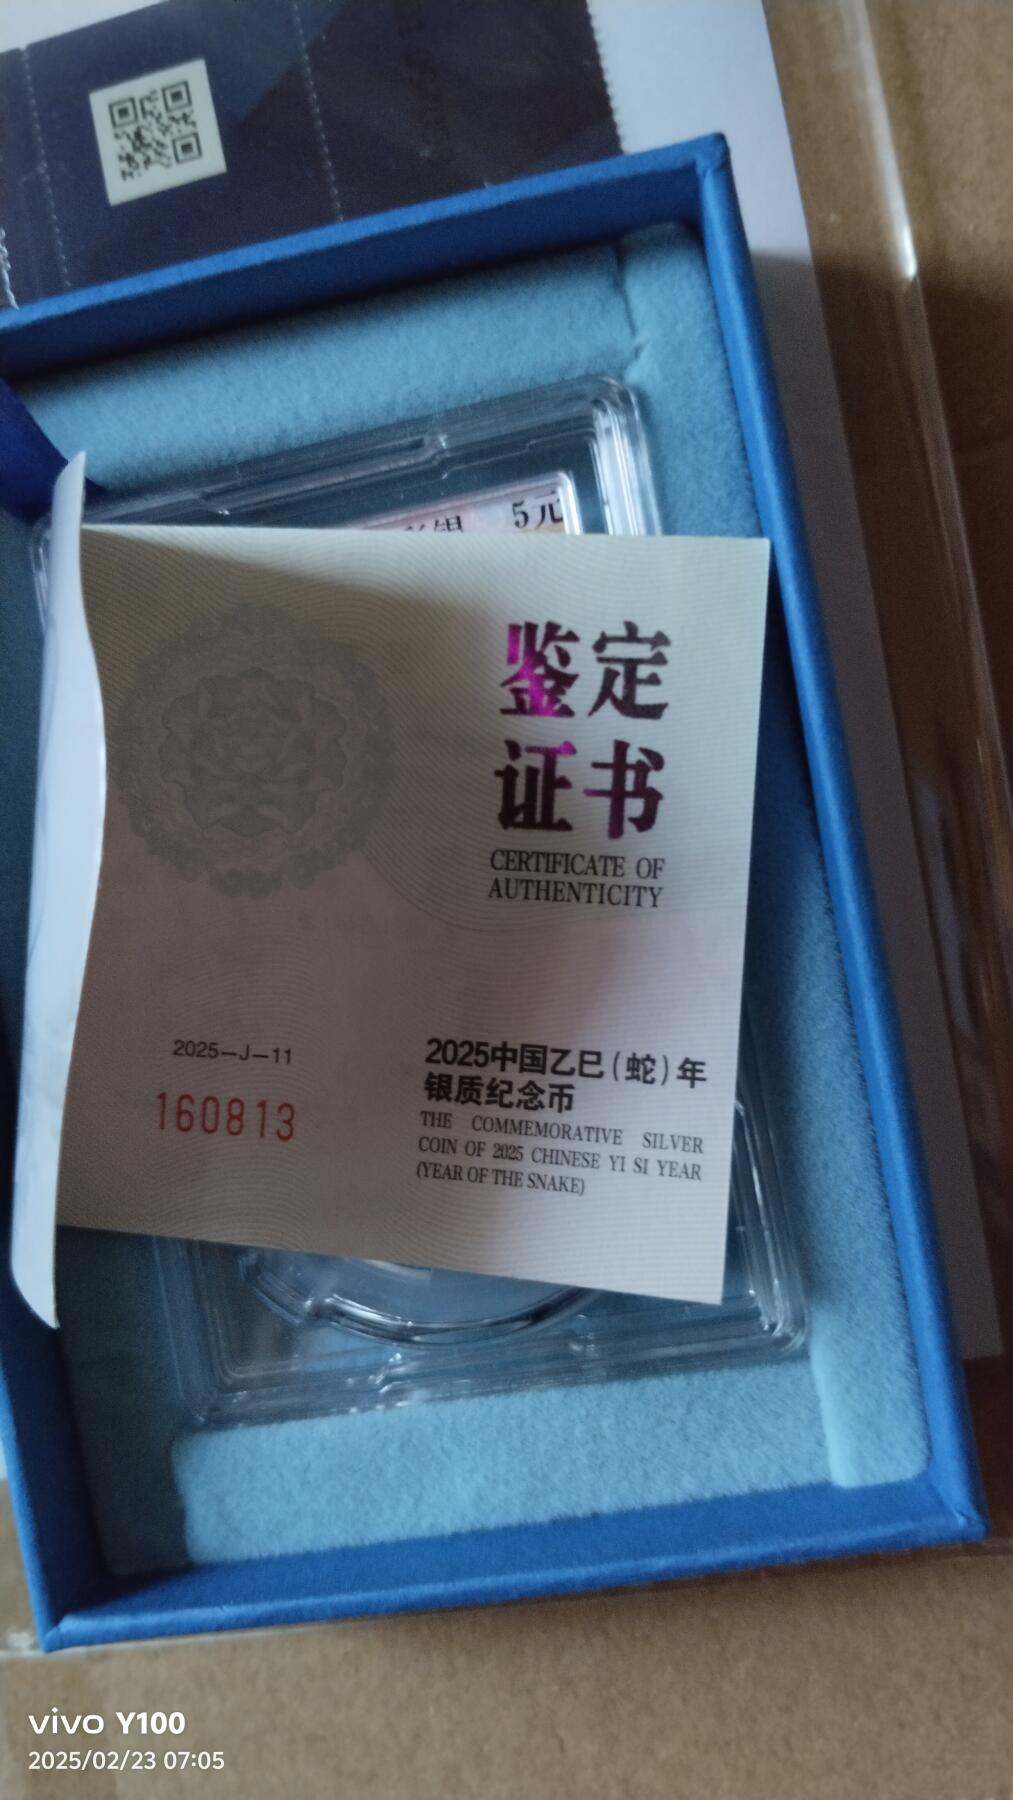 银 5元
鉴定
证书
CERTIFICATE OF
AUTHENTICITY
2025-J-11
160813
2025中国乙巳(蛇)年
银质纪念币
THE COMMEMORATIVE SILVER
COIN OF 2025 CHINESE YI SI YEAR
(YEAR OF THE SNAKE)
vivo Y100
2025/02/23 07:05